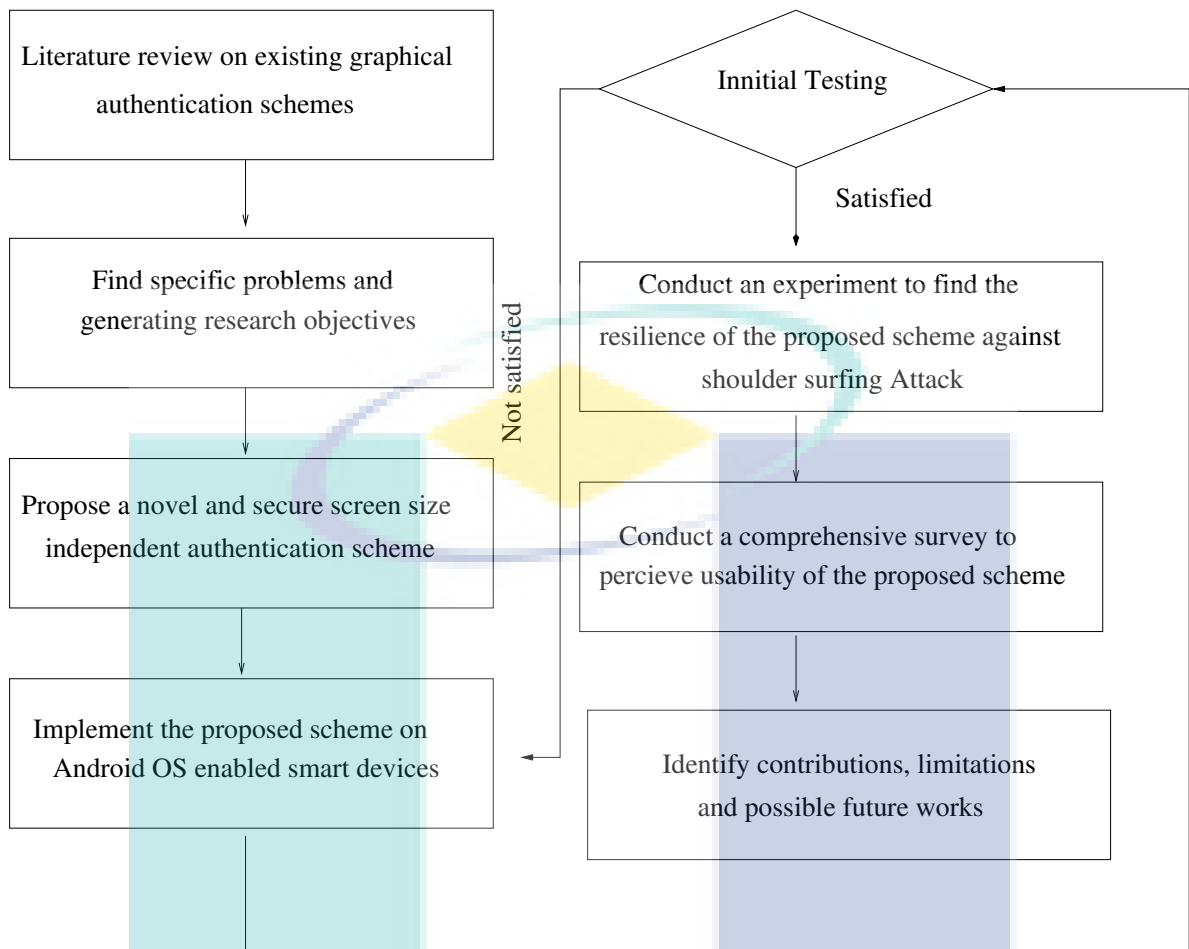 Literature review on existing graphical
authentication schemes
Find specific problems and
generating research objectives
Propose a novel and secure screen size
independent authentication scheme
Implement the proposed scheme on
Android OS enabled smart devices
Innitial Testing
Satisfied
Not satisfied
Conduct an experiment to find the
resilience of the proposed scheme against
shoulder surfing Attack
Conduct a comprehensive survey to
percieve usability of the proposed scheme
Identify contributions, limitations
and possible future works